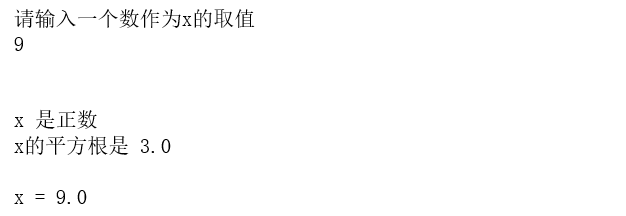 请输入一个数作为x的取值
9
x 是正数
x的平方根是 3.0
x = 9.0